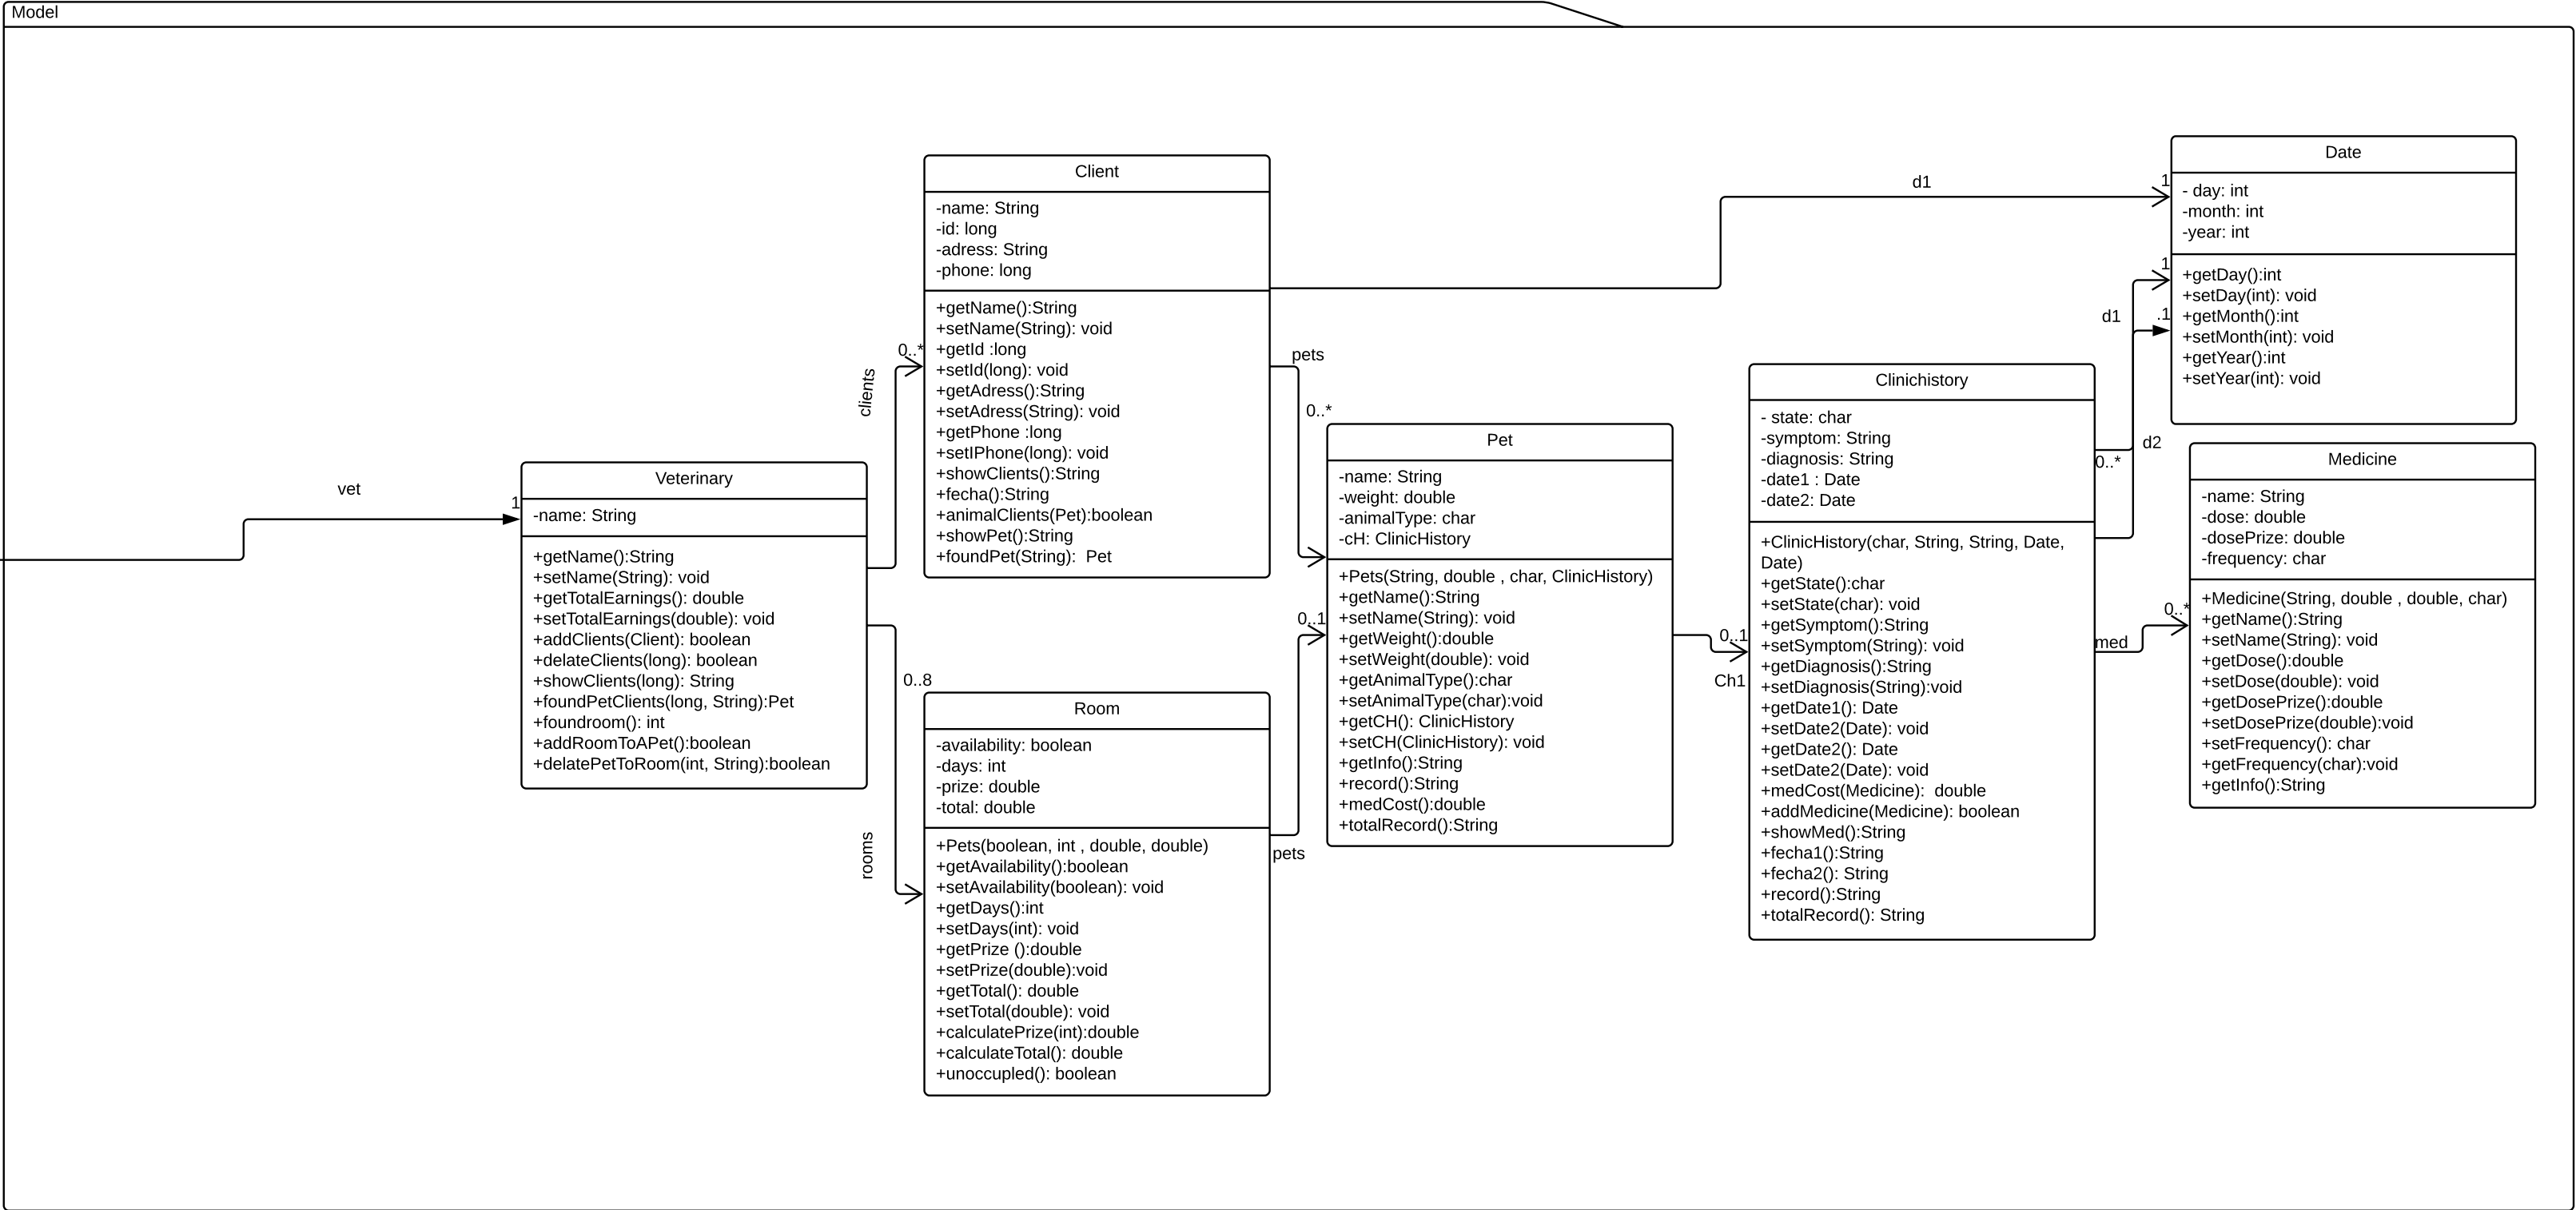 Model
vet
1
Veterinary
-name: String
+getName():String
+setName(String): void
+getTotalEarnings(): double
+setTotalEarnings(double): void
+addClients(Client): boolean
+delateClients(long): boolean
+showClients(long): String
+foundPetClients(long, String):Pet
+foundroom(): int
+addRoomToAPet():boolean
+delatePetToRoom(int, String):boolean
clients
0..*
rooms
0..8
Client
-name: String
-id: long
-adress: String
-phone: long
+getName():String
+setName(String): void
+getId :long
+setId(long): void
+getAdress():String
+setAdress(String): void
+getPhone :long
+setIPhone(long): void
+showClients():String
+fecha():String
+animalClients(Pet):boolean
+showPet():String
+foundPet(String):  Pet
Room
-availability: boolean
-days: int
-prize: double
-total: double
+Pets(boolean, int , double, double)
+getAvailability():boolean
+setAvailability(boolean): void
+getDays():int
+setDays(int): void
+getPrize ():double
+setPrize(double):void
+getTotal(): double
+setTotal(double): void
+calculatePrize(int):double
+calculateTotal(): double
+unoccupled(): boolean
pets
0..*
0..1
pets
Pet
-name: String
-weight: double
-animalType: char
-cH: ClinicHistory
+Pets(String, double , char, ClinicHistory)
+getName():String
+setName(String): void
+getWeight():double
+setWeight(double): void
+getAnimalType():char
+setAnimalType(char):void
+getCH(): ClinicHistory
+setCH(ClinicHistory): void
+getInfo():String
+record():String
+medCost():double
+totalRecord():String
0..1
Ch1
Clinichistory
- state: char
-symptom: String
-diagnosis: String
-date1 : Date
-date2: Date
+ClinicHistory(char, String, String, Date,
Date)
+getState():char
+setState(char): void
+getSymptom():String
+setSymptom(String): void
+getDiagnosis():String
+setDiagnosis(String):void
+getDate1(): Date
+setDate2(Date): void
+getDate2(): Date
+setDate2(Date): void
+medCost(Medicine):  double
+addMedicine(Medicine): boolean
+showMed():String
+fecha1():String
+fecha2(): String
+record():String
+totalRecord(): String
d1
1
1
d1
.1
d2
0..*
med
0..*
Date
- day: int
-month: int
-year: int
+getDay():int
+setDay(int): void
+getMonth():int
+setMonth(int): void
+getYear():int
+setYear(int): void
Medicine
-name: String
-dose: double
-dosePrize: double
-frequency: char
+Medicine(String, double , double, char)
+getName():String
+setName(String): void
+getDose():double
+setDose(double): void
+getDosePrize():double
+setDosePrize(double):void
+setFrequency(): char
+getFrequency(char):void
+getInfo():String